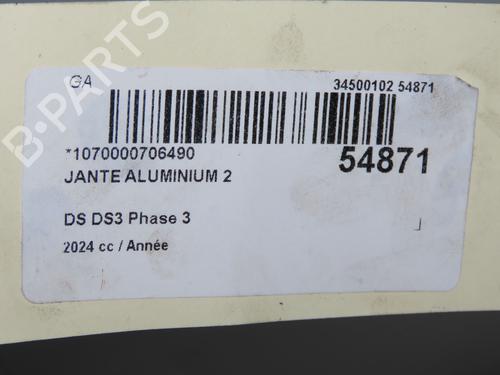 GA 34500102 54871
*1070000706490 54871
JANTE ALUMINIUM 2
DS DS3 Phase 3
2024 cc / Année
B-PARTS